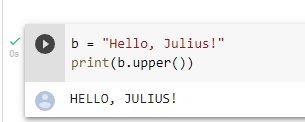 b = "Hello, Julius!"
print(b.upper())
0s
HELLO, JULIUS!